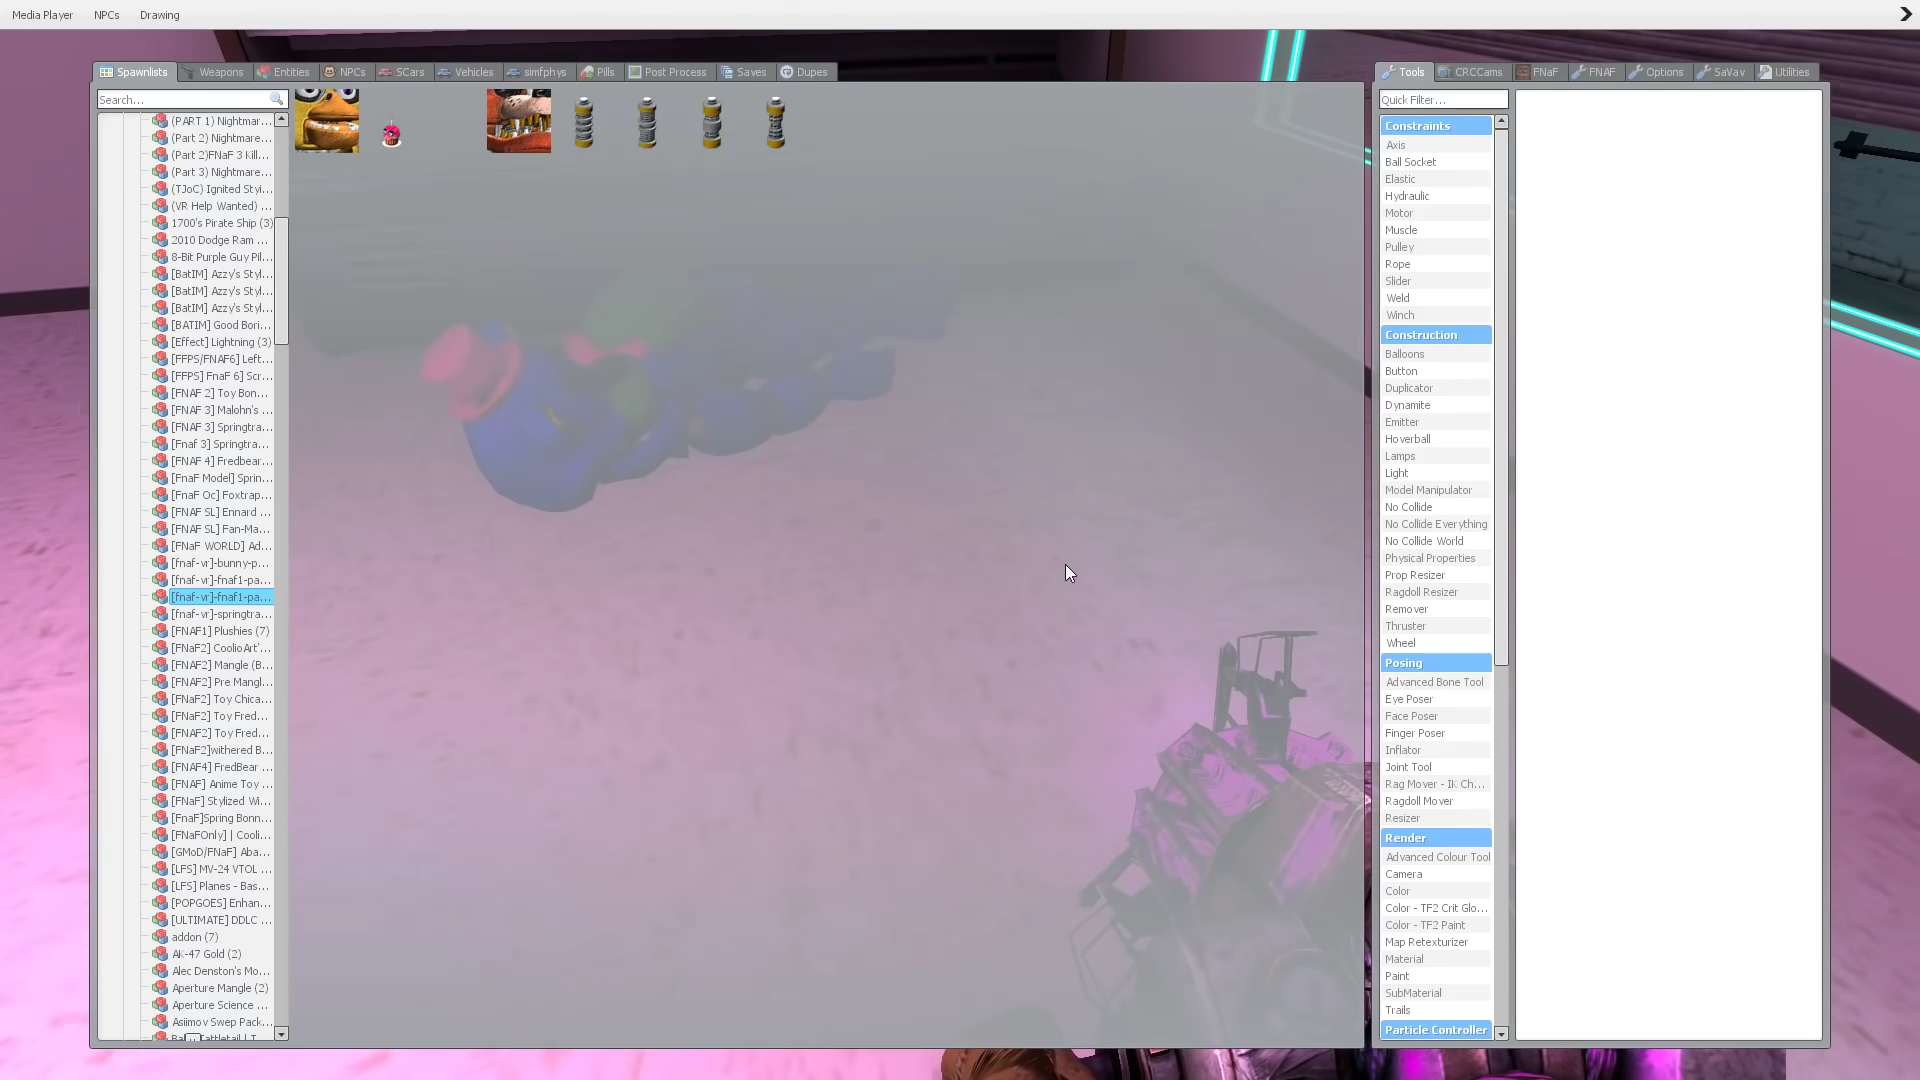 Media Player NPCs Drawing
Spawnlists Weapons Entities NPCs SCars Vehicles simfphys Pills Post Process Saves Dupes
Search...
(PART 1) Nightmar...
(Part 2) Nightmare...
(Part 2)FNaF 3 Kill...
(Part 3) Nightmare...
(TJoC) Ignited Styl...
(VR Help Wanted) ...
1700's Pirate Ship (3)
2010 Dodge Ram ...
8-Bit Purple Guy Pil...
[BatIM] Azzy's Styl...
[BatIM] Azzy's Styl...
[BatIM] Azzy's Styl...
[BATIM] Good Bori...
[Effect] Lightning (3)
[FFPS/FNAF6] Left...
[FFPS] FnaF 6] Scr...
[FNAF 2] Toy Bon...
[FNAF 3] Malohn's ...
[FNAF 3] Springtra...
[Fnaf 3] Springtra...
[FNAF 4] Fredbear...
[FnaF Model] Sprin...
[FnaF Oc] Foxtrap...
[FNAF SL] Ennard ...
[FNAF SL] Fan-Ma...
[FNaF WORLD] Ad...
[fnaf-vr]-bunny-p...
[fnaf-vr]-fnaf1-pa...
[fnaf-vr]-fnaf1-pa...
[fnaf-vr]-springtra...
[FNAF1] Plushies (7)
[FNaF2] CoolioArt'...
[FNAF2] Mangle (B...
[FNAF2] Pre Mangl...
[FNaF2] Toy Chica...
[FNaF2] Toy Fred...
[FNAF2] Toy Fred...
[FNaF2]withered B...
[FNAF4] FredBear ...
[FNAF] Anime Toy ...
[FNaF] Stylized Wi...
[FnaF]Spring Bonn...
[FNaFOnly] | Cooli...
[GMoD/FNaF] Aba...
[LFS] MV-24 VTOL ...
[LFS] Planes - Bas...
[POPGOES] Enhan...
[ULTIMATE] DDLC ...
addon (7)
AK-47 Gold (2)
Alec Denston's Mo...
Aperture Mangle (2)
Aperture Science ...
Asiimov Swep Pack...
Tools CRCCams FNaF FNAF Options SaVav Utilities
Quick Filter...
Constraints
Axis
Ball Socket
Elastic
Hydraulic
Motor
Muscle
Pulley
Rope
Slider
Weld
Winch
Construction
Balloons
Button
Duplicator
Dynamite
Emitter
Hoverball
Lamps
Light
Model Manipulator
No Collide
No Collide Everything
No Collide World
Physical Properties
Prop Resizer
Ragdoll Resizer
Remover
Thruster
Wheel
Posing
Advanced Bone Tool
Eye Poser
Face Poser
Finger Poser
Inflator
Joint Tool
Rag Mover - IK Ch...
Ragdoll Mover
Resizer
Render
Advanced Colour Tool
Camera
Color
Color - TF2 Crit Glo...
Color - TF2 Paint
Map Retexturizer
Material
Paint
SubMaterial
Trails
Particle Controller